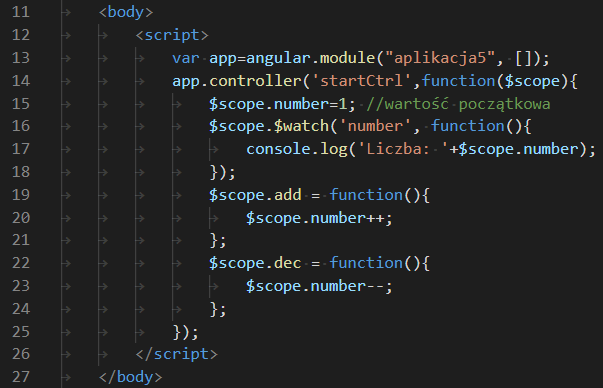 11 <body>
12 <script>
13 var app=angular.module("aplikacja5", []);
14 app.controller('startCtrl',function($scope){
15 $scope.number=1; //wartość początkowa
16 $scope.$watch('number', function(){
17 console.log('Liczba: '+$scope.number);
18 });
19 $scope.add = function(){
20 $scope.number++;
21 };
22 $scope.dec = function(){
23 $scope.number--;
24 };
25 });
26 </script>
27 </body>